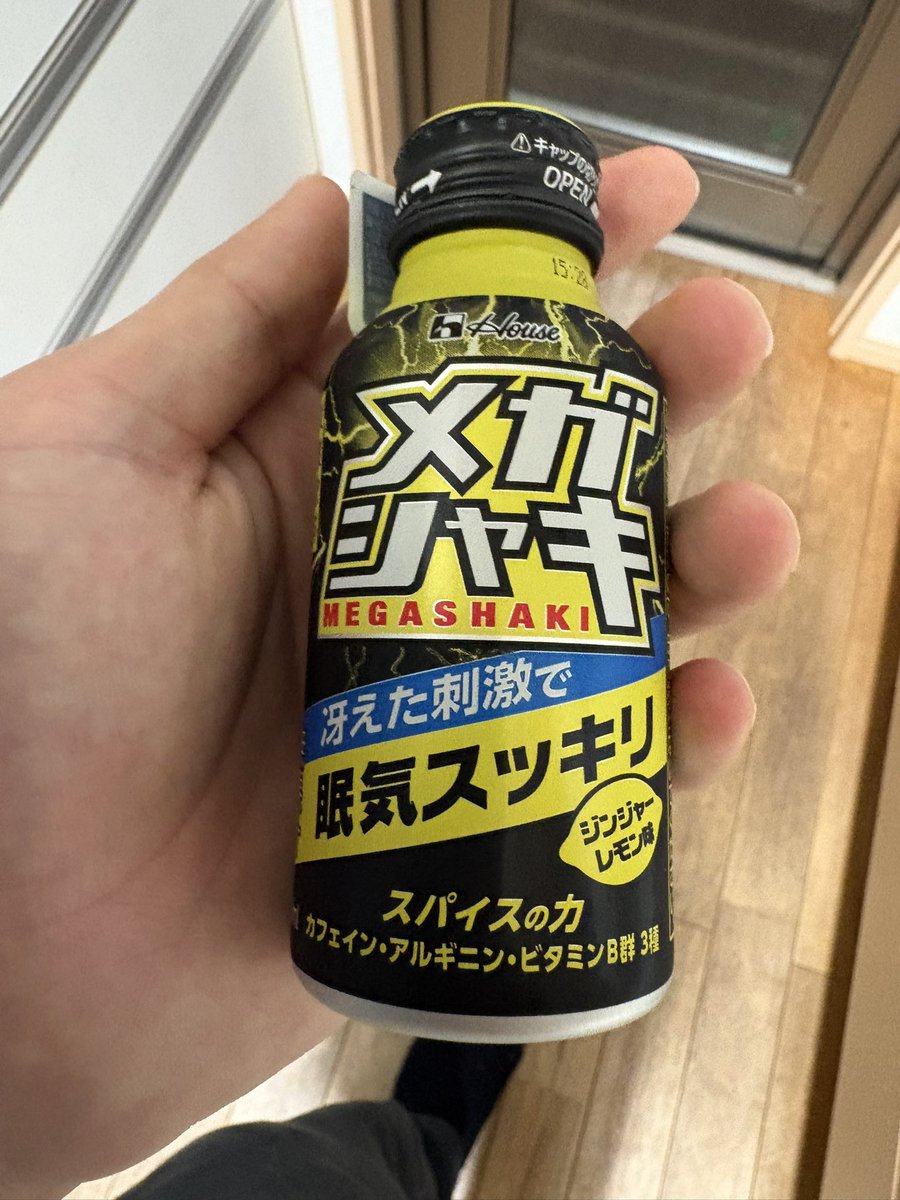 ⚠キャップの
OPEN
15:28
House
メガ
シャキ
MEGASHAKI
冴えた刺激で
眠気スッキリ
ジンジャー
レモン味
スパイスの力
カフェイン・アルギニン・ビタミンB群 3種